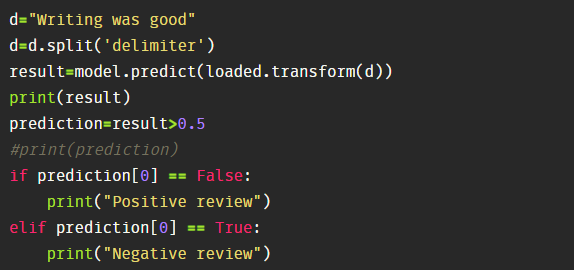 d="Writing was good"
d=d.split('delimiter')
result=model.predict(loaded.transform(d))
print(result)
prediction=result>0.5
#print(prediction)
if prediction[0] == False:
    print("Positive review")
elif prediction[0] == True:
    print("Negative review")